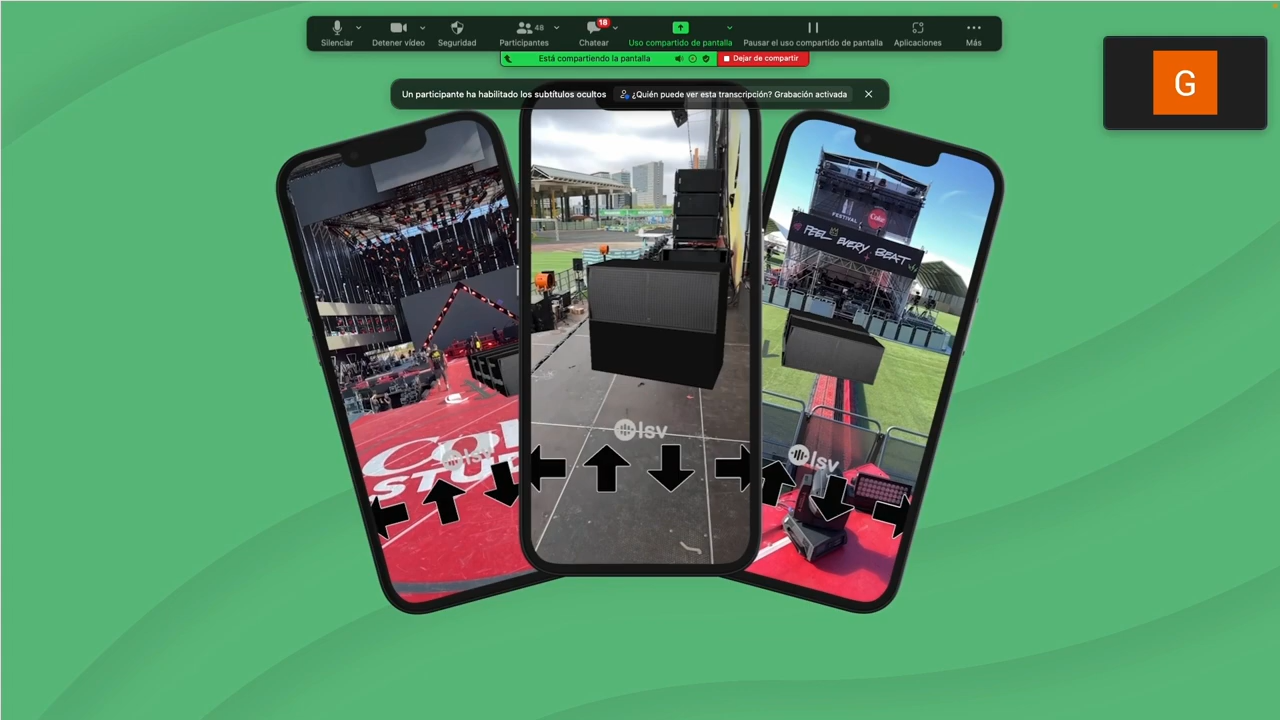 48
18
Silenciar
Detener vídeo
Seguridad
Participantes
Chatear
Uso compartido de pantalla
Pausar el uso compartido de pantalla
Aplicaciones
Más
Está compartiendo la pantalla
Dejar de compartir
Un participante ha habilitado los subtítulos ocultos
¿Quién puede ver esta transcripción? Grabación activada
G
FESTIVAL
Coke
FEEL EVERY BEAT
lsv
lsv
lsv